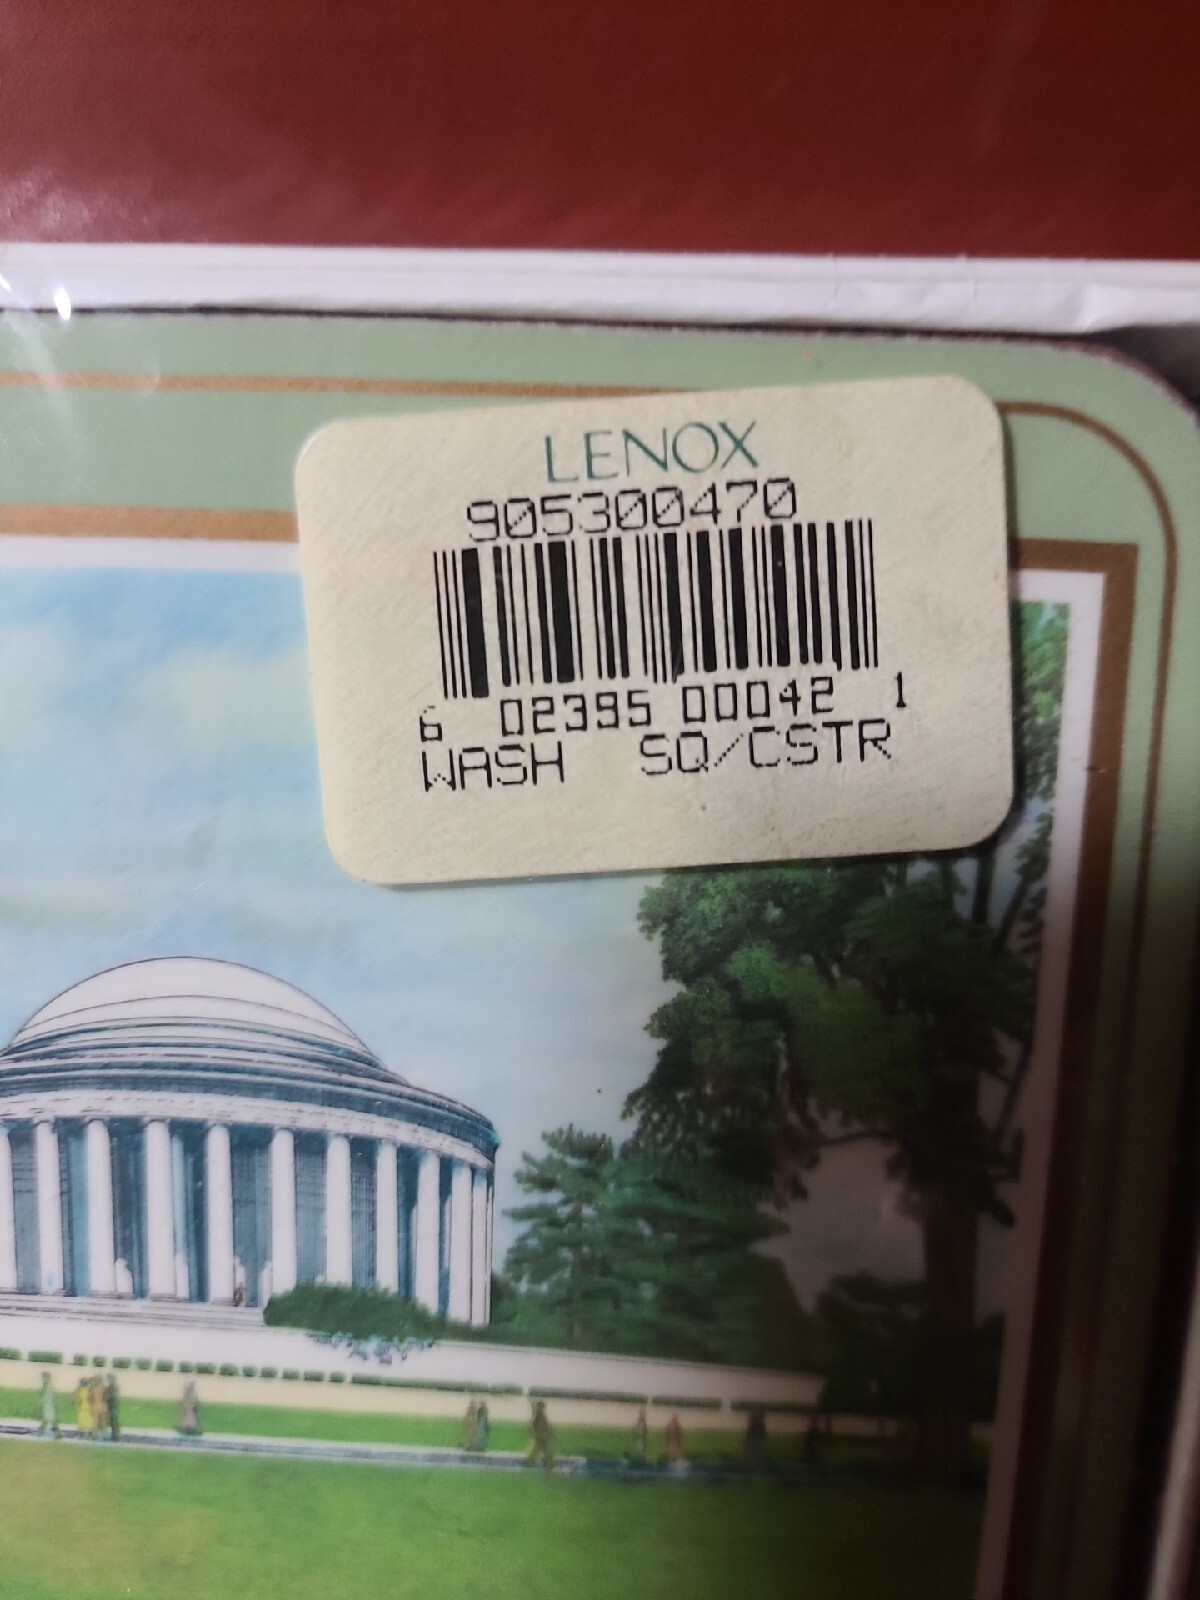 LENOX
905300470
6 02395 00042 1
WASH SQ/CSTR